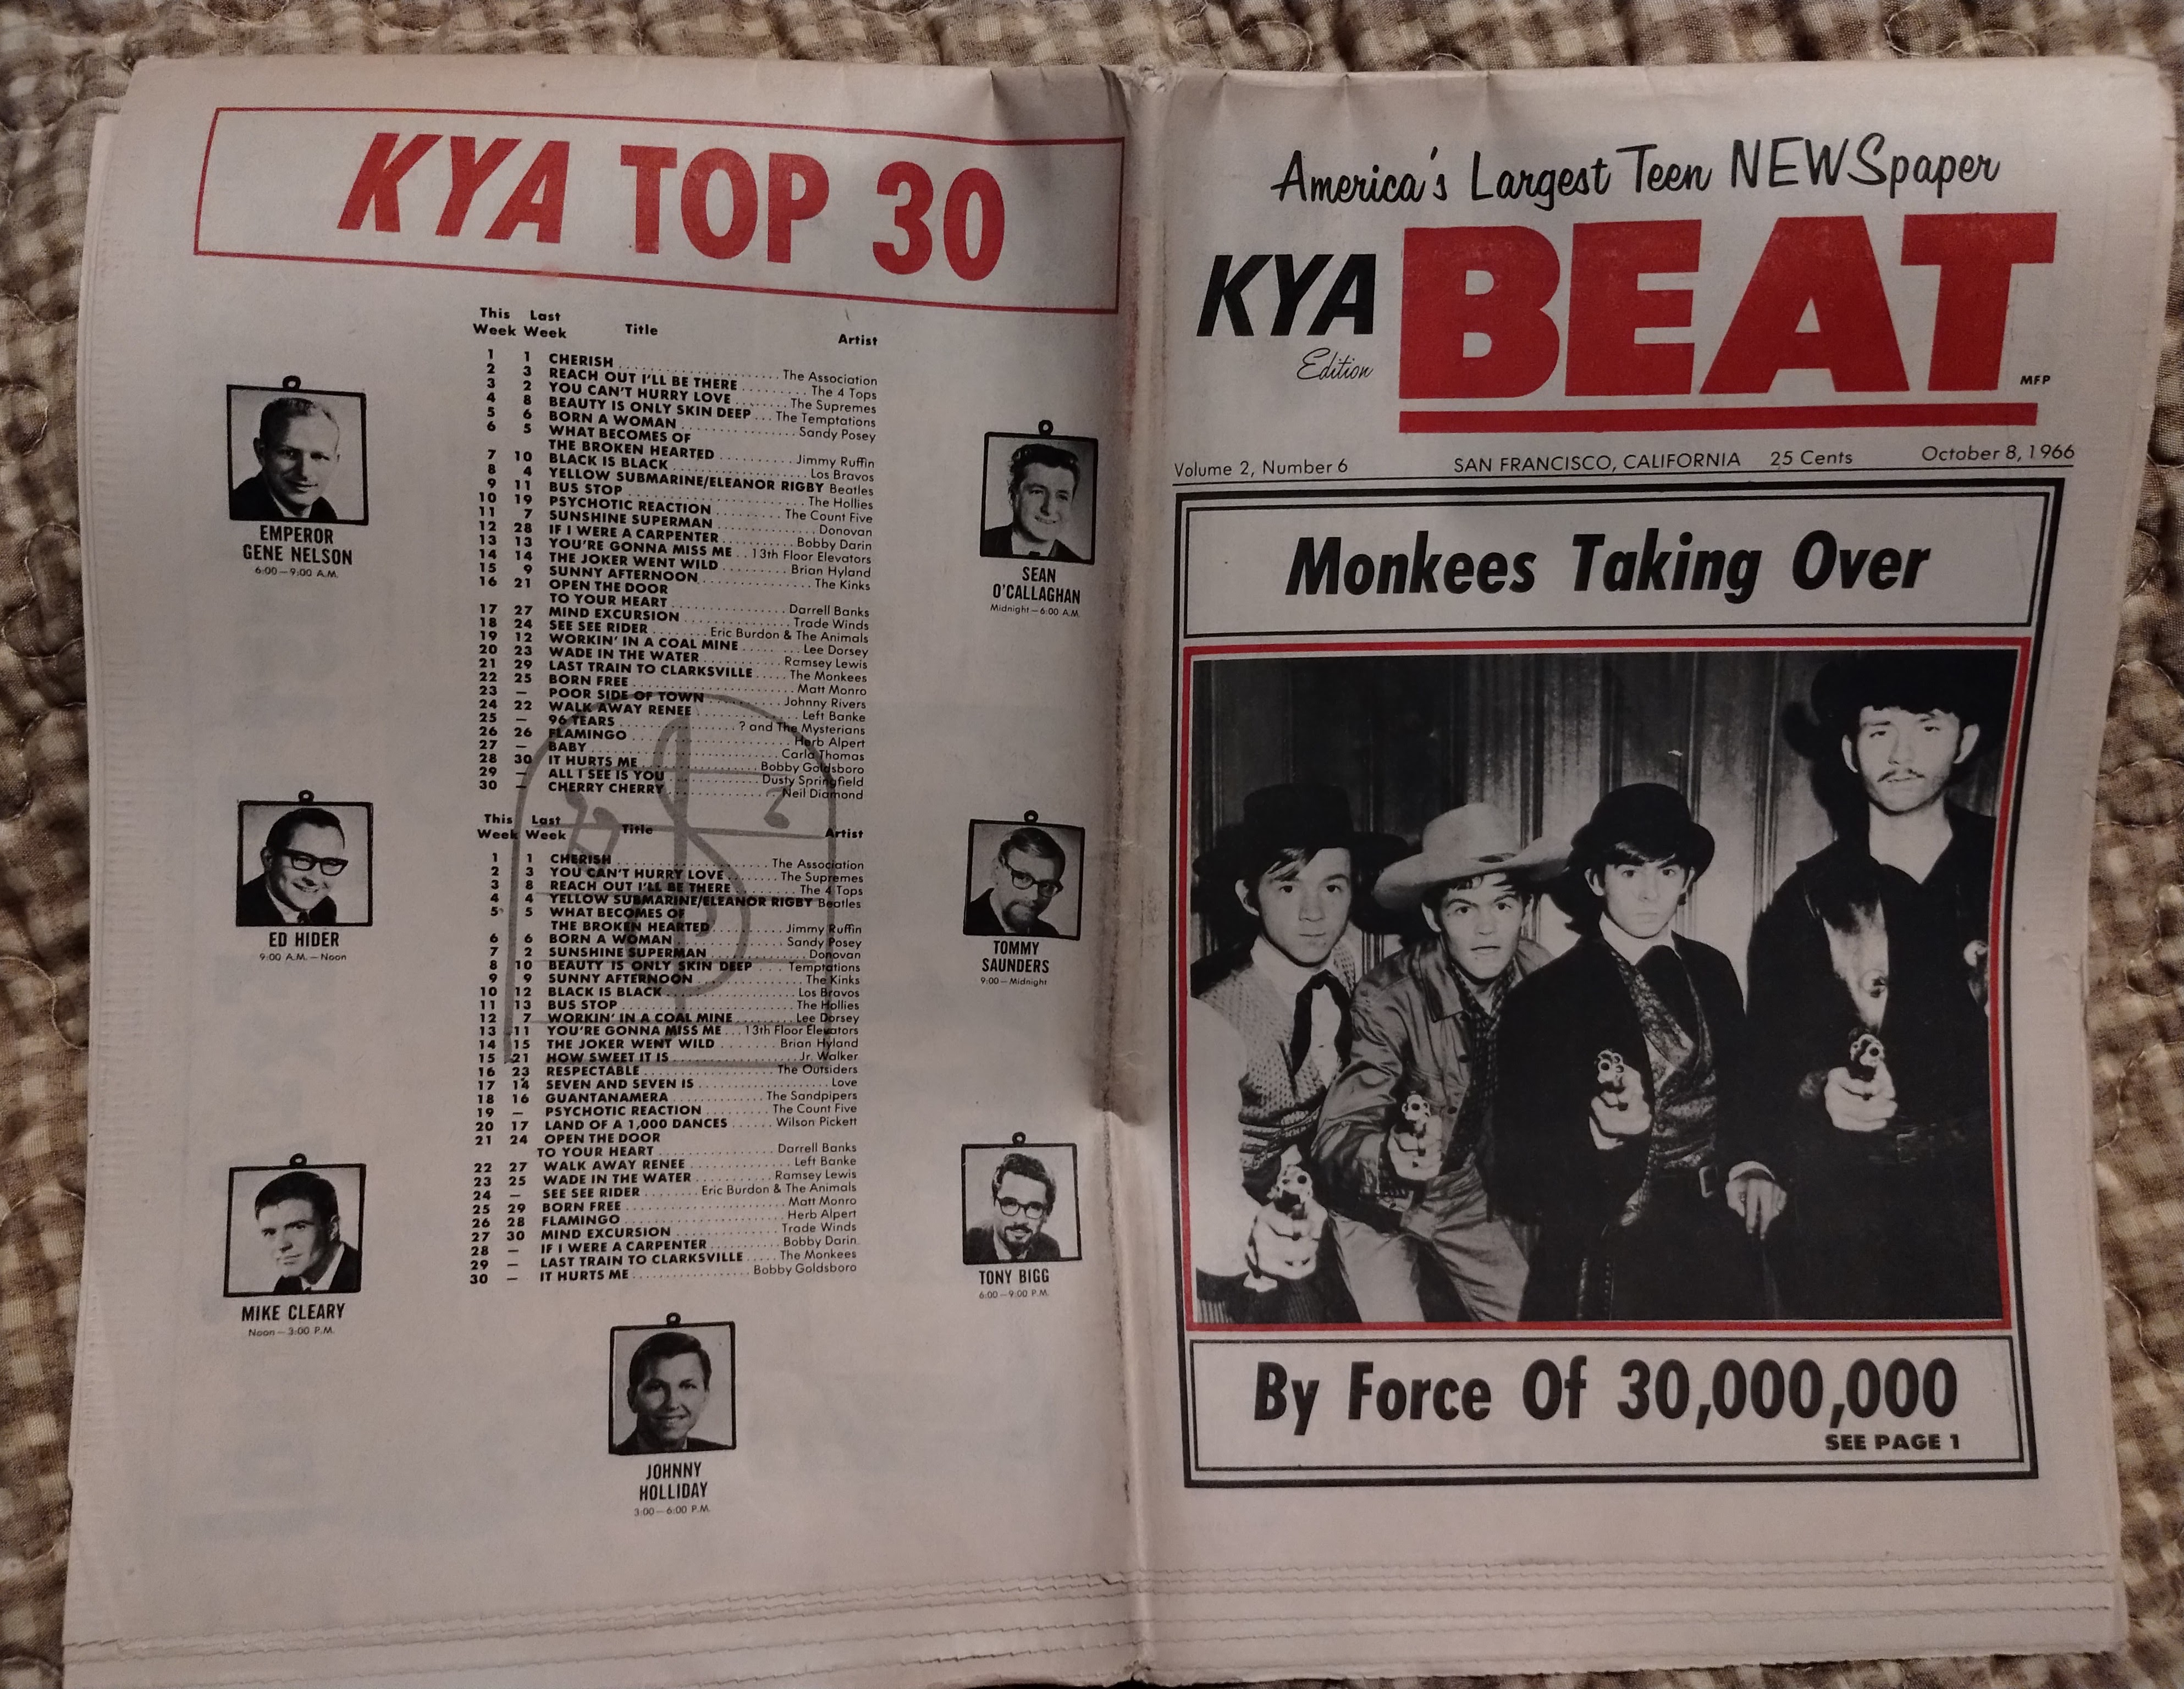 KYA TOP 30
This Last
Week Week Title Artist
1 1 CHERISH The Association
2 3 REACH OUT I'LL BE THERE The 4 Tops
3 2 YOU CAN'T HURRY LOVE The Supremes
4 8 BEAUTY IS ONLY SKIN DEEP The Temptations
5 6 BORN A WOMAN Sandy Posey
6 5 WHAT BECOMES OF
THE BROKEN HEARTED Jimmy Ruffin
7 10 BLACK IS BLACK Los Bravos
8 4 YELLOW SUBMARINE/ELEANOR RIGBY Beatles
9 11 BUS STOP The Hollies
10 19 PSYCHOTIC REACTION The Count Five
11 7 SUNSHINE SUPERMAN Donovan
12 28 IF I WERE A CARPENTER Bobby Darin
13 13 YOU'RE GONNA MISS ME 13th Floor Elevators
14 14 THE JOKER WENT WILD Brian Hyland
15 9 SUNNY AFTERNOON The Kinks
16 21 OPEN THE DOOR
TO YOUR HEART Darrell Banks
17 27 MIND EXCURSION Trade Winds
18 24 SEE SEE RIDER Eric Burdon & The Animals
19 12 WORKIN' IN A COAL MINE Lee Dorsey
20 23 WADE IN THE WATER Ramsey Lewis
21 29 LAST TRAIN TO CLARKSVILLE The Monkees
22 25 BORN FREE Matt Monro
23 — POOR SIDE OF TOWN Johnny Rivers
24 22 WALK AWAY RENEE Left Banke
25 — 96 TEARS ? and The Mysterians
26 26 FLAMINGO Herb Alpert
27 — BABY Carla Thomas
28 30 IT HURTS ME Bobby Goldsboro
29 — ALL I SEE IS YOU Dusty Springfield
30 — CHERRY CHERRY Neil Diamond
This Last
Week Week Title Artist
1 1 CHERISH The Association
2 3 YOU CAN'T HURRY LOVE The Supremes
3 8 REACH OUT I'LL BE THERE The 4 Tops
4 4 YELLOW SUBMARINE/ELEANOR RIGBY Beatles
5 5 WHAT BECOMES OF
THE BROKEN HEARTED Jimmy Ruffin
6 6 BORN A WOMAN Sandy Posey
7 2 SUNSHINE SUPERMAN Donovan
8 10 BEAUTY IS ONLY SKIN DEEP Temptations
9 9 SUNNY AFTERNOON The Kinks
10 12 BLACK IS BLACK Los Bravos
11 13 BUS STOP The Hollies
12 7 WORKIN' IN A COAL MINE Lee Dorsey
13 11 YOU'RE GONNA MISS ME 13th Floor Elevators
14 15 THE JOKER WENT WILD Brian Hyland
15 21 HOW SWEET IT IS Jr. Walker
16 23 RESPECTABLE The Outsiders
17 14 SEVEN AND SEVEN IS Love
18 16 GUANTANAMERA The Sandpipers
19 — PSYCHOTIC REACTION The Count Five
20 17 LAND OF A 1,000 DANCES Wilson Pickett
21 24 OPEN THE DOOR
TO YOUR HEART Darrell Banks
22 27 WALK AWAY RENEE Left Banke
23 25 WADE IN THE WATER Ramsey Lewis
24 — SEE SEE RIDER Eric Burdon & The Animals
25 29 BORN FREE Matt Monro
26 28 FLAMINGO Herb Alpert
27 30 MIND EXCURSION Trade Winds
28 — IF I WERE A CARPENTER Bobby Darin
29 — LAST TRAIN TO CLARKSVILLE The Monkees
30 — IT HURTS ME Bobby Goldsboro
EMPEROR
GENE NELSON
6:00—9:00 A.M.
ED HIDER
9:00 A.M.—Noon
MIKE CLEARY
Noon—3:00 P.M.
SEAN
O'CALLAGHAN
Midnight—6:00 A.M.
TOMMY
SAUNDERS
9:00—Midnight
TONY BIGG
6:00—9:00 P.M.
JOHNNY
HOLLIDAY
3:00—6:00 P.M.
America's Largest Teen NEWSpaper
KYA BEAT
Edition
MFP
Volume 2, Number 6 SAN FRANCISCO, CALIFORNIA 25 Cents October 8, 1966
Monkees Taking Over
By Force Of 30,000,000
SEE PAGE 1